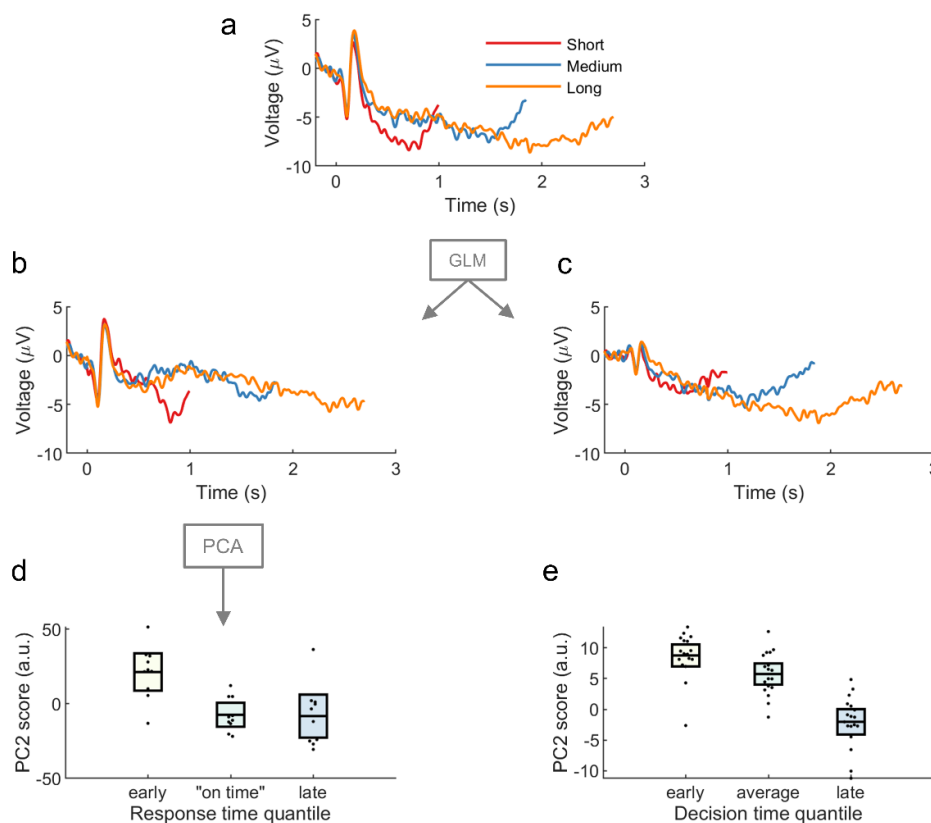 a
5
0
-5
-10
Voltage (μV)
Short
Medium
Long
0
1
2
3
Time (s)
GLM
b
5
0
-5
-10
Voltage (μV)
0
1
2
3
Time (s)
c
5
0
-5
-10
Voltage (μV)
0
1
2
3
Time (s)
PCA
d
50
0
-50
PC2 score (a.u.)
early
"on time"
late
Response time quantile
e
10
5
0
-5
-10
PC2 score (a.u.)
early
average
late
Decision time quantile